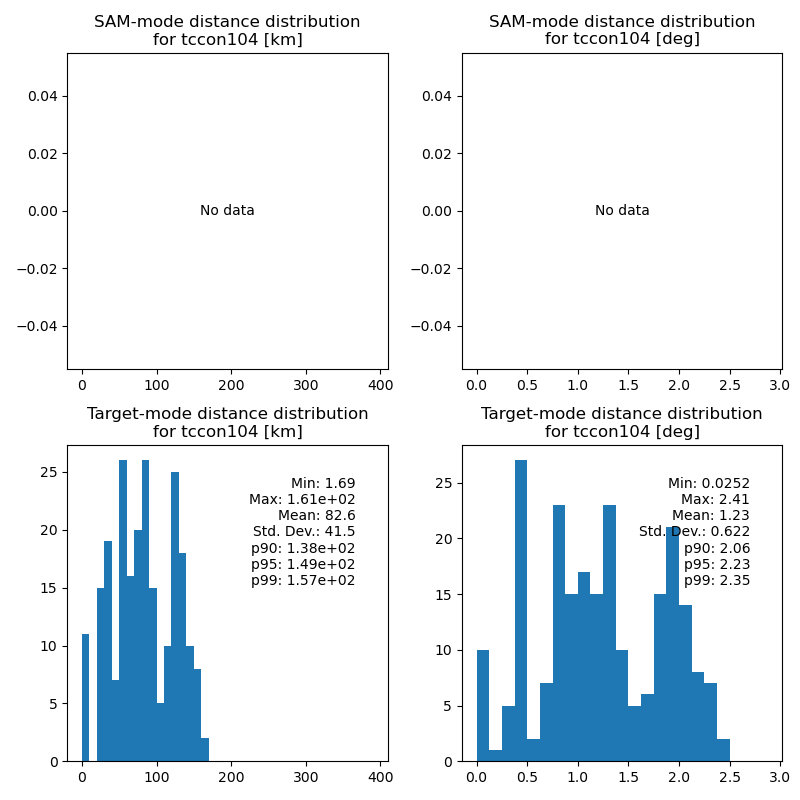 SAM-mode distance distribution
for tccon104 [km]
0.04
0.02
0.00
−0.02
−0.04
No data
0
100
200
300
400
SAM-mode distance distribution
for tccon104 [deg]
0.04
0.02
0.00
−0.02
−0.04
No data
0.0
0.5
1.0
1.5
2.0
2.5
3.0
Target-mode distance distribution
for tccon104 [km]
25
20
15
10
5
0
Min: 1.69
Max: 1.61e+02
Mean: 82.6
Std. Dev.: 41.5
p90: 1.38e+02
p95: 1.49e+02
p99: 1.57e+02
0
100
200
300
400
Target-mode distance distribution
for tccon104 [deg]
25
20
15
10
5
0
Min: 0.0252
Max: 2.41
Mean: 1.23
Std. Dev.: 0.622
p90: 2.06
p95: 2.23
p99: 2.35
0.0
0.5
1.0
1.5
2.0
2.5
3.0